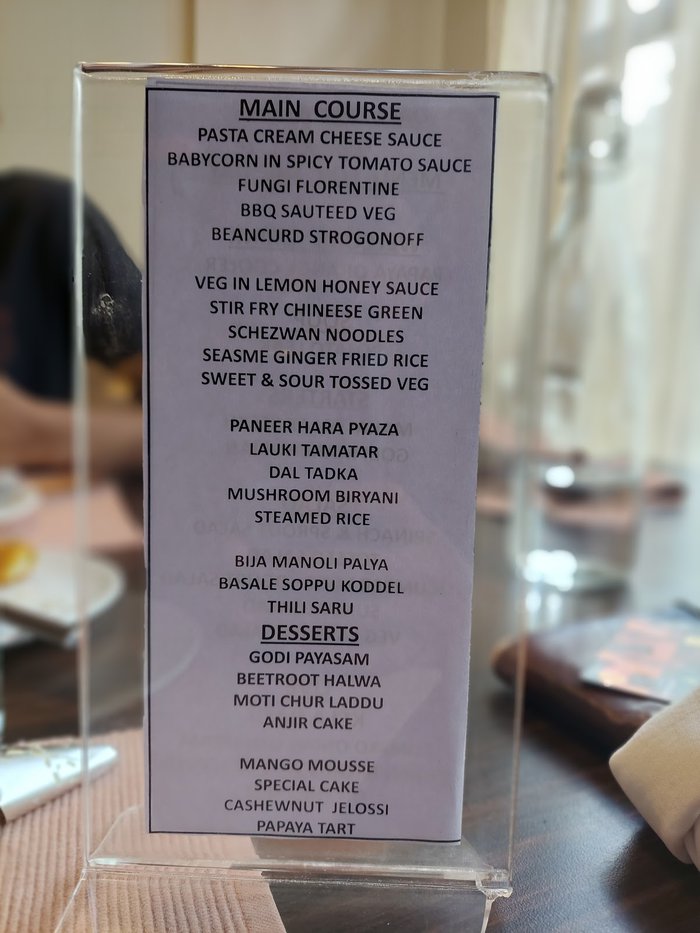 MAIN COURSE
PASTA CREAM CHEESE SAUCE
BABYCORN IN SPICY TOMATO SAUCE
FUNGI FLORENTINE
BBQ SAUTEED VEG
BEANCURD STROGONOFF
VEG IN LEMON HONEY SAUCE
STIR FRY CHINEESE GREEN
SCHEZWAN NOODLES
SEASME GINGER FRIED RICE
SWEET & SOUR TOSSED VEG
PANEER HARA PYAZA
LAUKI TAMATAR
DAL TADKA
MUSHROOM BIRYANI
STEAMED RICE
BIJA MANOLI PALYA
BASALE SOPPU KODDEL
THILI SARU
DESSERTS
GODI PAYASAM
BEETROOT HALWA
MOTI CHUR LADDU
ANJIR CAKE
MANGO MOUSSE
SPECIAL CAKE
CASHEWNUT JELOSSI
PAPAYA TART